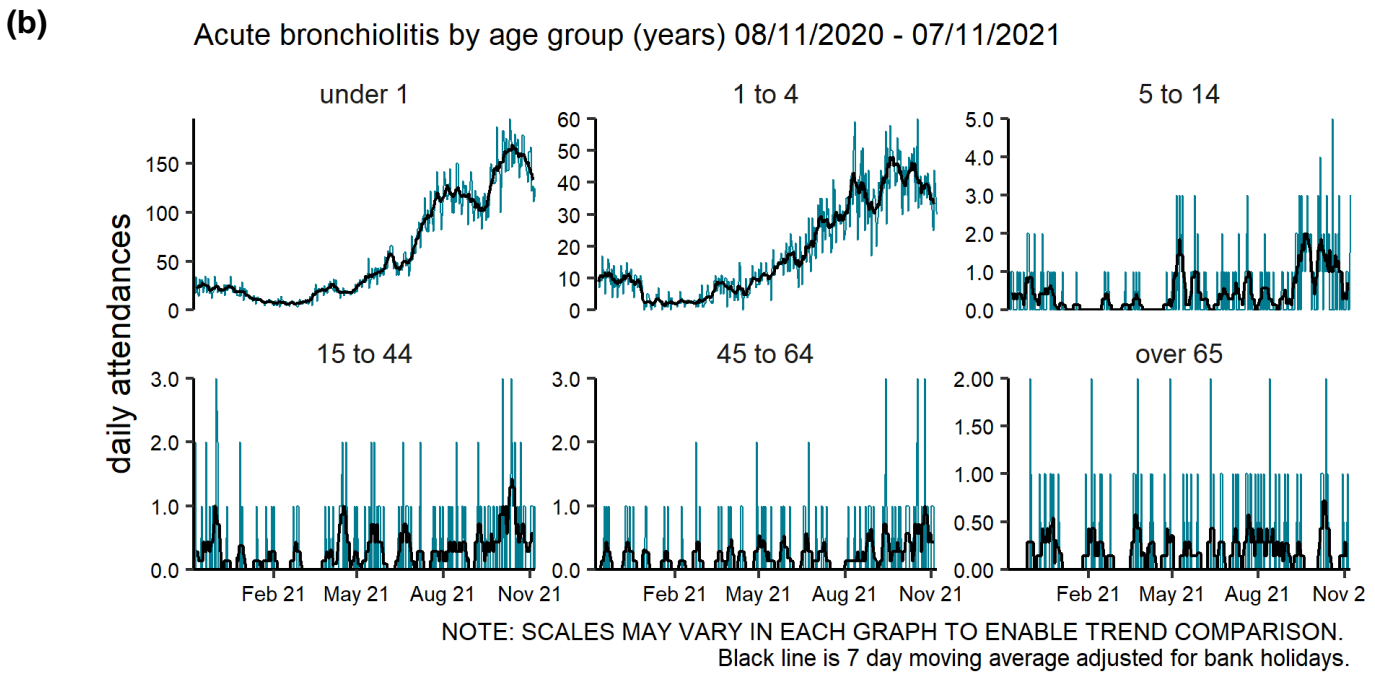 (b)
Acute bronchiolitis by age group (years) 08/11/2020 - 07/11/2021
daily attendances
under 1
150
100
50
0
1 to 4
60
50
40
30
20
10
0
5 to 14
5.0
4.0
3.0
2.0
1.0
0.0
15 to 44
3.0
2.0
1.0
0.0
Feb 21 May 21 Aug 21 Nov 21
45 to 64
3.0
2.0
1.0
0.0
Feb 21 May 21 Aug 21 Nov 21
over 65
2.00
1.50
1.00
0.50
0.00
Feb 21 May 21 Aug 21 Nov 2
NOTE: SCALES MAY VARY IN EACH GRAPH TO ENABLE TREND COMPARISON.
Black line is 7 day moving average adjusted for bank holidays.